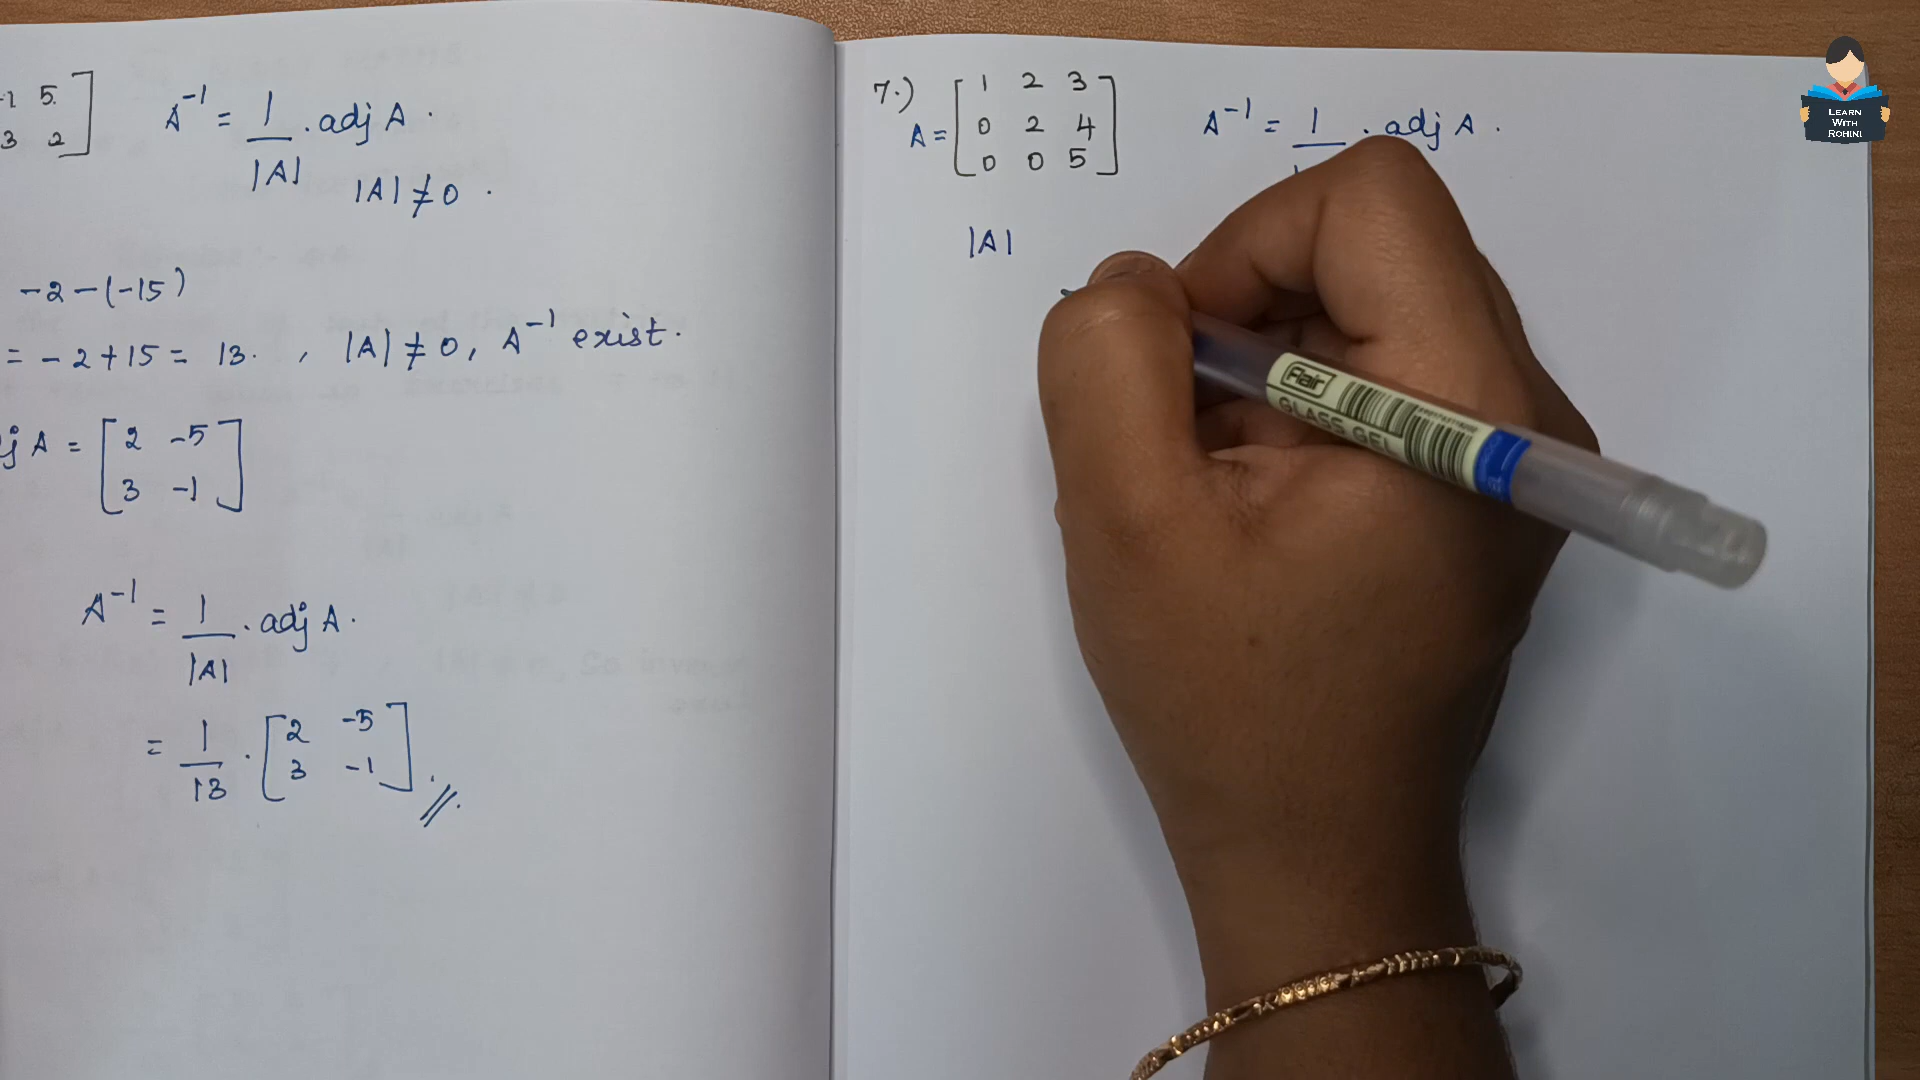 -1 5
3 2 ]
A⁻¹ = 1/|A| . adj A .
|A| ≠ 0 .
-2-(-15)
= -2+15 = 13. , |A| ≠ 0, A⁻¹ exist.
j A = [ 2 -5
3 -1 ]
A⁻¹ = 1/|A| . adj A.
= 1/13 . [ 2 -5
3 -1 ] . //.
7.) A = [ 1 2 3
0 2 4
0 0 5 ]
A⁻¹ = 1 . adj A .
|A|
Flair
GLASS GEL
LEARN
WITH
ROHINI